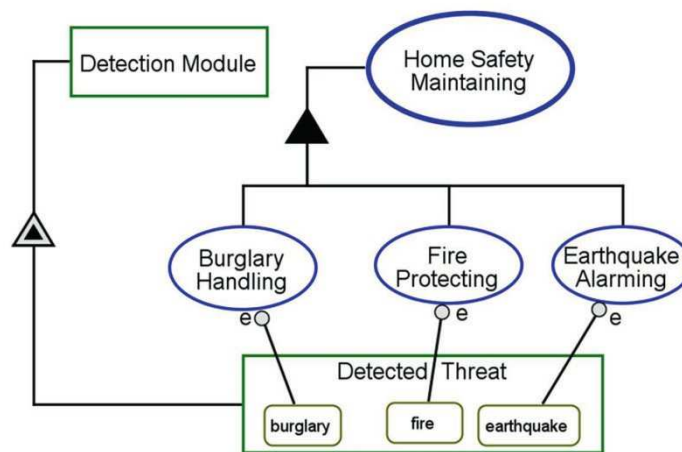 Detection Module
Home Safety
Maintaining
Burglary
Handling
Fire
Protecting
Earthquake
Alarming
e
e
e
Detected Threat
burglary
fire
earthquake